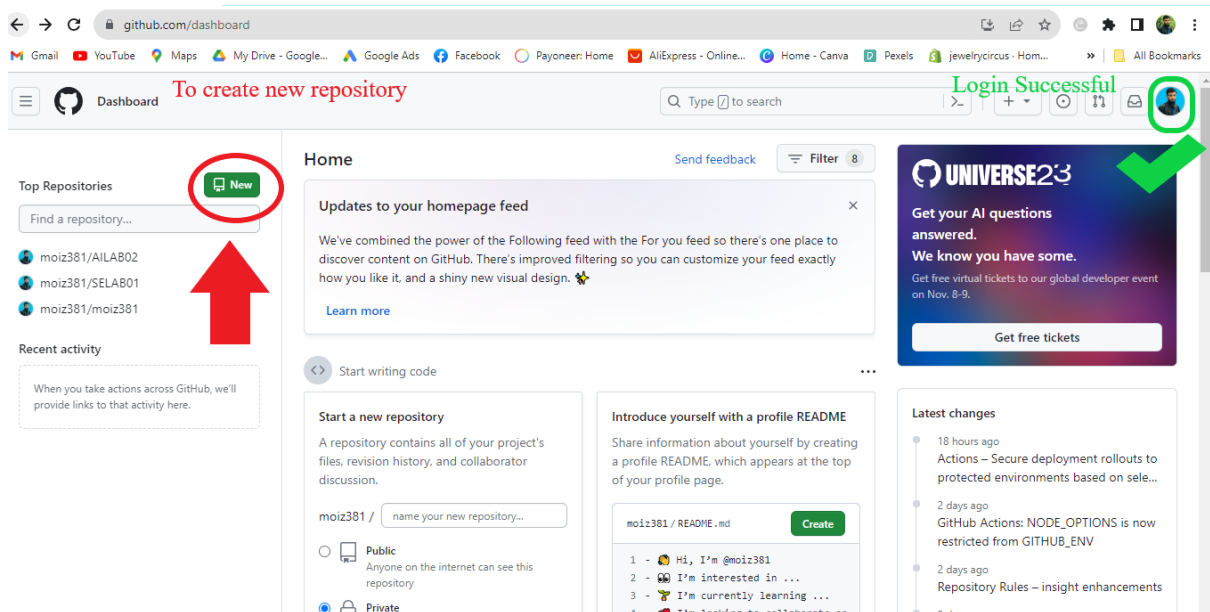 github.com/dashboard
Gmail YouTube Maps My Drive - Google... Google Ads Facebook Payoneer: Home AliExpress - Online... Home - Canva Pexels jewelrycircus · Hom... » All Bookmarks
To create new repository
Login Successful
Dashboard
Type / to search
Top Repositories
New
Find a repository...
moiz381/AILAB02
moiz381/SELAB01
moiz381/moiz381
Recent activity
When you take actions across GitHub, we'll
provide links to that activity here.
Home
Send feedback
Filter 8
Updates to your homepage feed
We've combined the power of the Following feed with the For you feed so there's one place to
discover content on GitHub. There's improved filtering so you can customize your feed exactly
how you like it, and a shiny new visual design.
Learn more
Start writing code
Start a new repository
A repository contains all of your project's
files, revision history, and collaborator
discussion.
moiz381 / name your new repository...
Public
Anyone on the internet can see this
repository
Private
Introduce yourself with a profile README
Share information about yourself by creating
a profile README, which appears at the top
of your profile page.
moiz381 / README.md
Create
1 - Hi, I'm @moiz381
2 - I'm interested in ...
3 - I'm currently learning ...
UNIVERSE23
Get your AI questions
answered.
We know you have some.
Get free virtual tickets to our global developer event
on Nov. 8-9.
Get free tickets
Latest changes
18 hours ago
Actions – Secure deployment rollouts to
protected environments based on sele...
2 days ago
GitHub Actions: NODE_OPTIONS is now
restricted from GITHUB_ENV
2 days ago
Repository Rules – insight enhancements